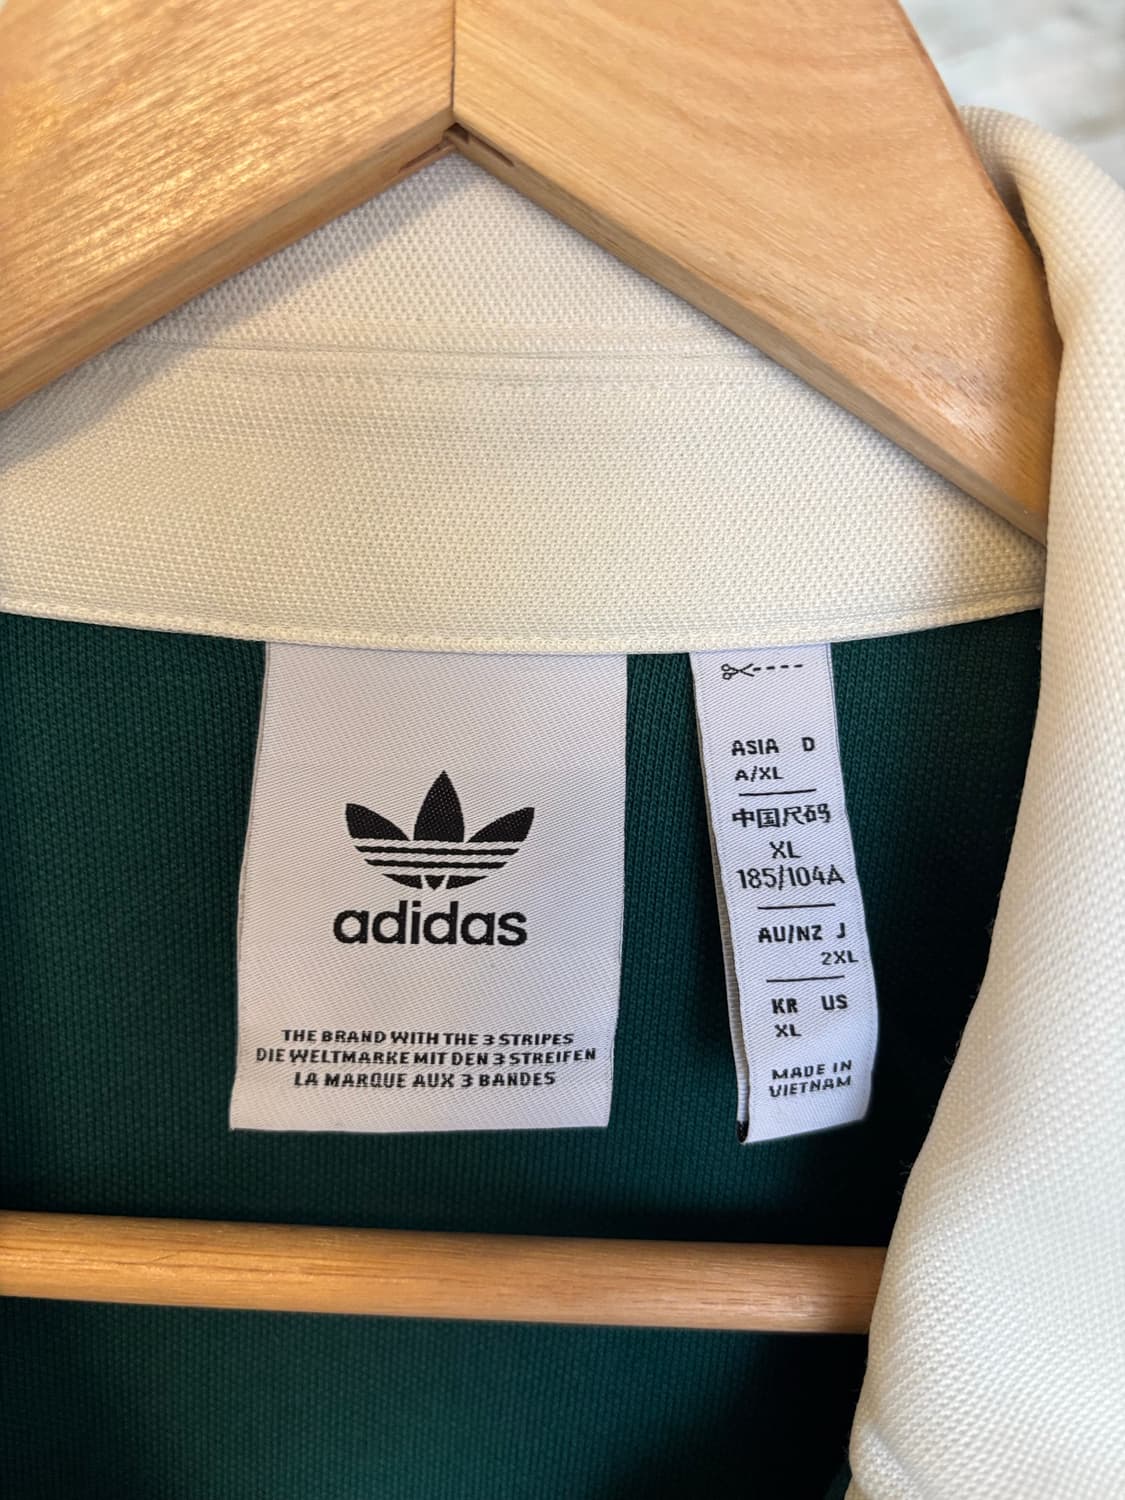 adidas
THE BRAND WITH THE 3 STRIPES
DIE WELTMARKE MIT DEN 3 STREIFEN
LA MARQUE AUX 3 BANDES
ASIA D
A/XL
中国尺码
XL
185/104A
AU/NZ J
2XL
KR US
XL
MADE IN
VIETNAM